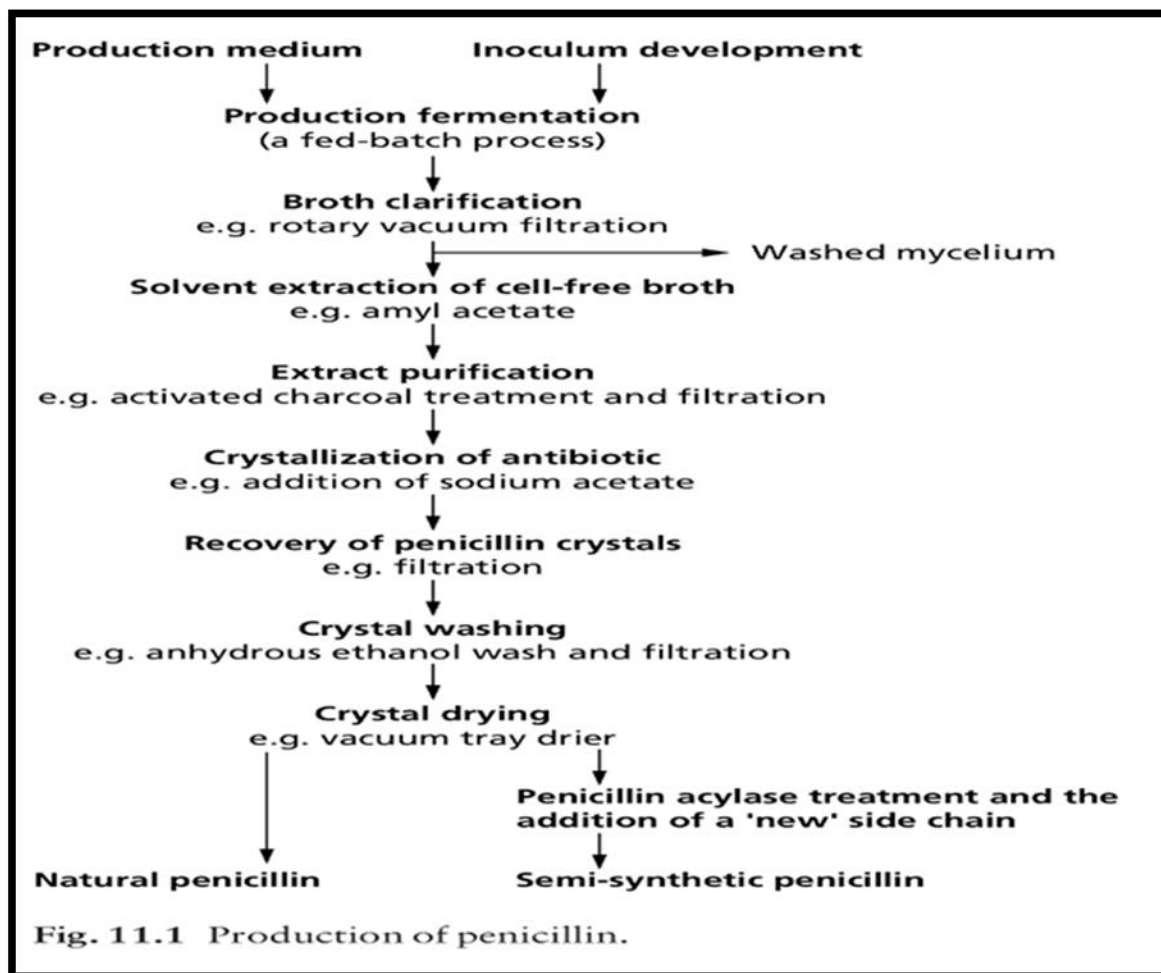 Production medium
Inoculum development
Production fermentation
(a fed-batch process)
Broth clarification
e.g. rotary vacuum filtration
Washed mycelium
Solvent extraction of cell-free broth
e.g. amyl acetate
Extract purification
e.g. activated charcoal treatment and filtration
Crystallization of antibiotic
e.g. addition of sodium acetate
Recovery of penicillin crystals
e.g. filtration
Crystal washing
e.g. anhydrous ethanol wash and filtration
Crystal drying
e.g. vacuum tray drier
Penicillin acylase treatment and the
addition of a 'new' side chain
Natural penicillin
Semi-synthetic penicillin
Fig. 11.1 Production of penicillin.